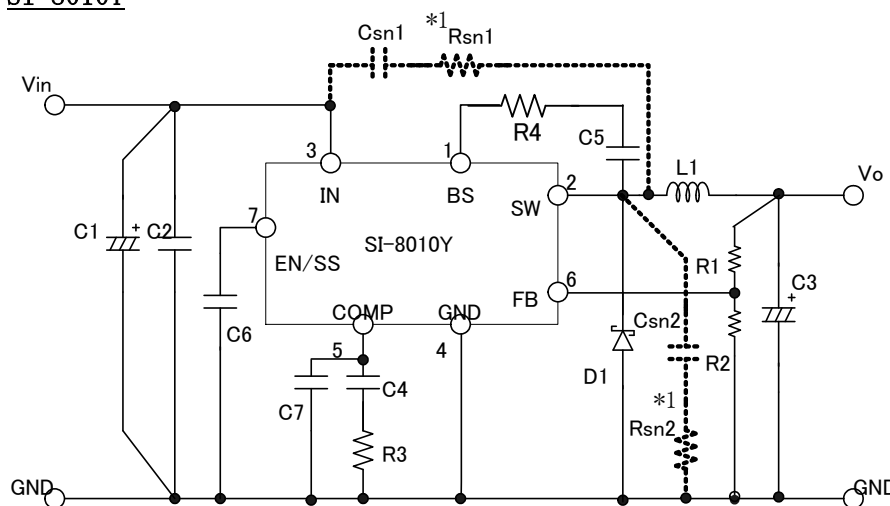 SI-8010Y
Csn1
*1
Rsn1
Vin
R4
C5
3
1
L1
Vo
IN
BS
2
SW
7
C1
+
C2
EN/SS
SI-8010Y
R1
6
C3
+
FB
COMP
GND
Csn2
C6
5
4
R2
C4
D1
C7
*1
R3
Rsn2
GND
GND